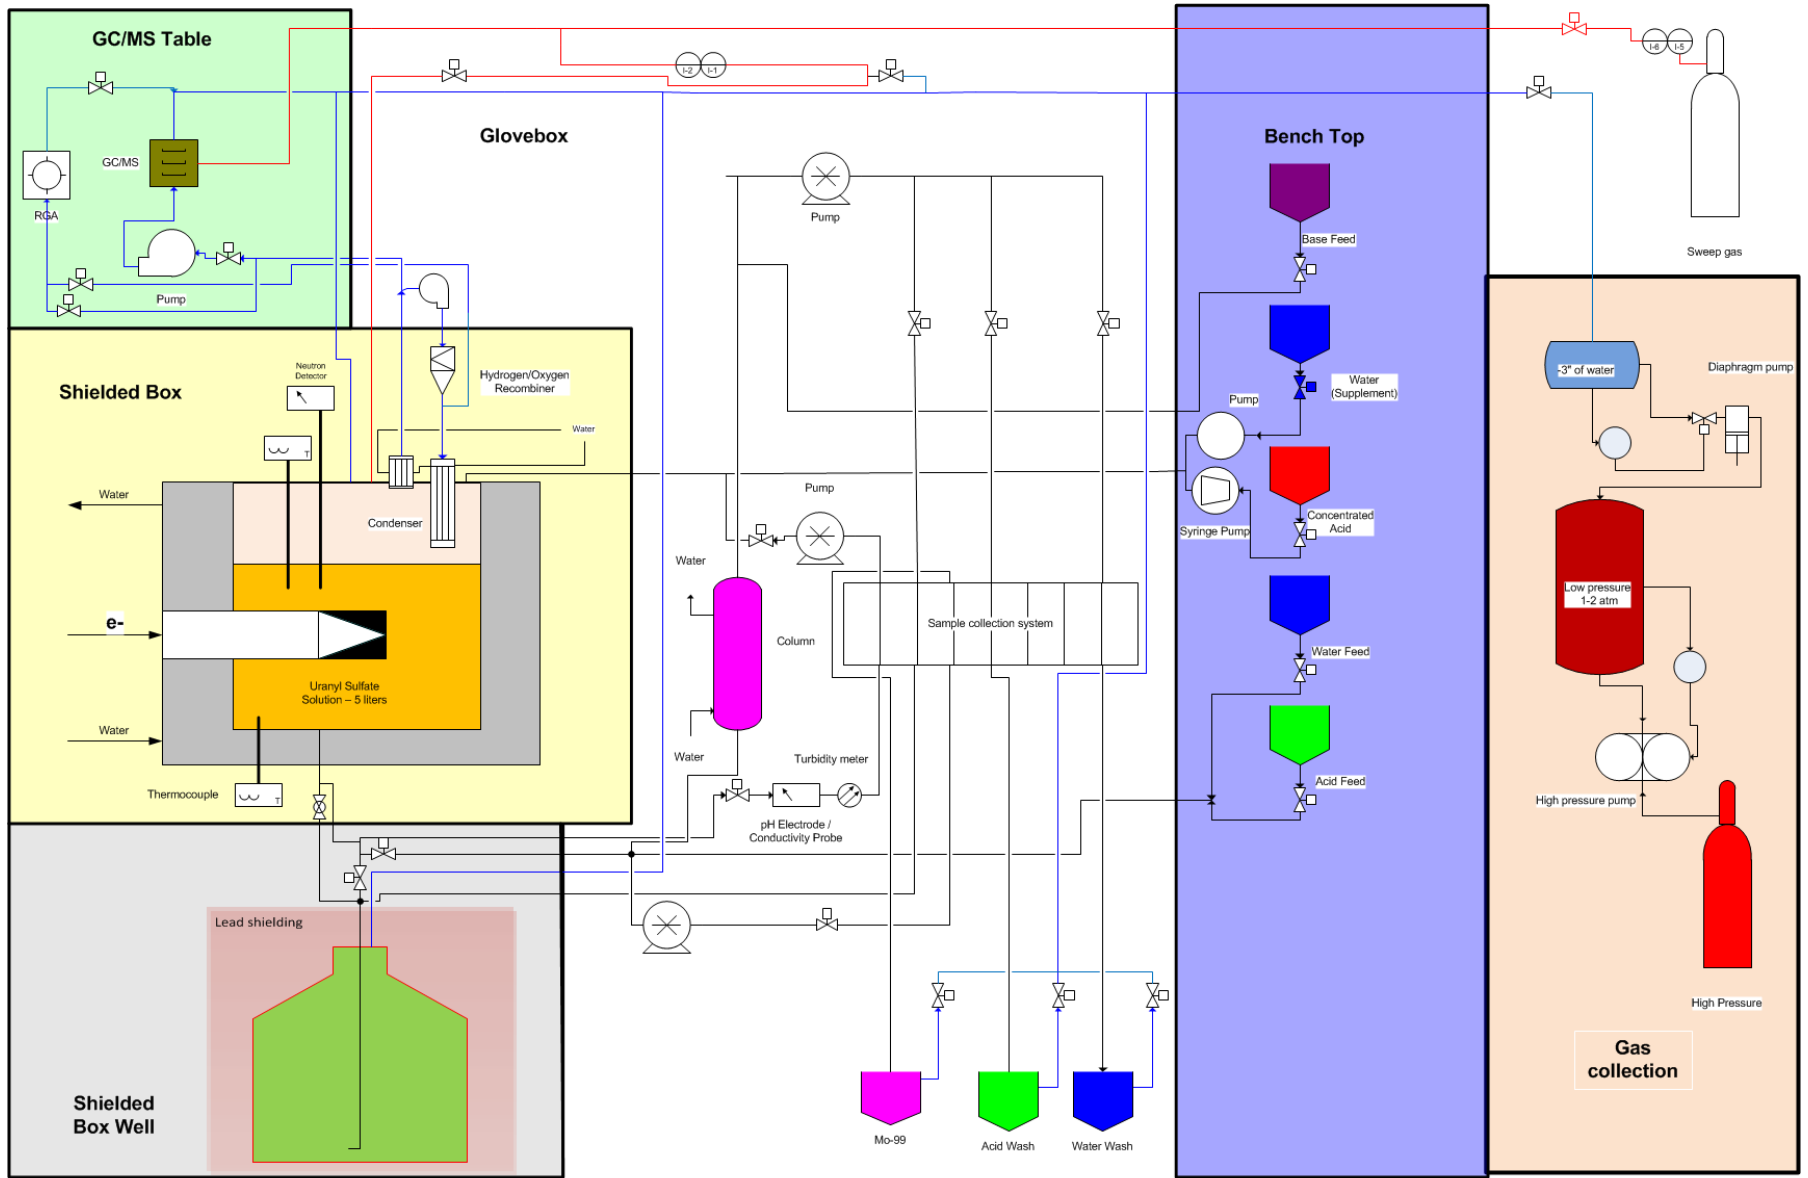 GC/MS Table
I-2
I-1
I-6
I-5
Glovebox
Bench Top
GC/MS
RGA
Pump
Pump
Base Feed
Sweep gas
Shielded Box
Neutron
Detector
T
Hydrogen/Oxygen
Recombiner
Water
Water
(Supplement)
Pump
-3" of water
Diaphragm pump
Water
Condenser
Pump
Syringe Pump
Concentrated
Acid
Water
e-
Column
Sample collection system
Low pressure
1-2 atm
Uranyl Sulfate
Solution – 5 liters
Water Feed
Water
Water
Turbidity meter
Thermocouple
T
pH Electrode /
Conductivity Probe
Acid Feed
High pressure pump
Lead shielding
High Pressure
Gas
collection
Shielded
Box Well
Mo-99
Acid Wash
Water Wash